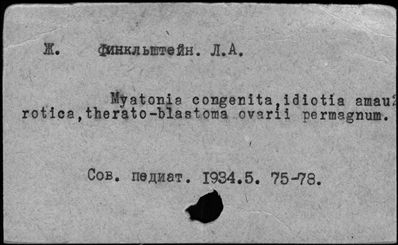 Ж. Финкльштейн. Л.А.
Myatonia congenita, idiotia amau-
rotica, therato-blastoma ovarii permagnum.
Сов. педиат. 1934.5. 75-78.